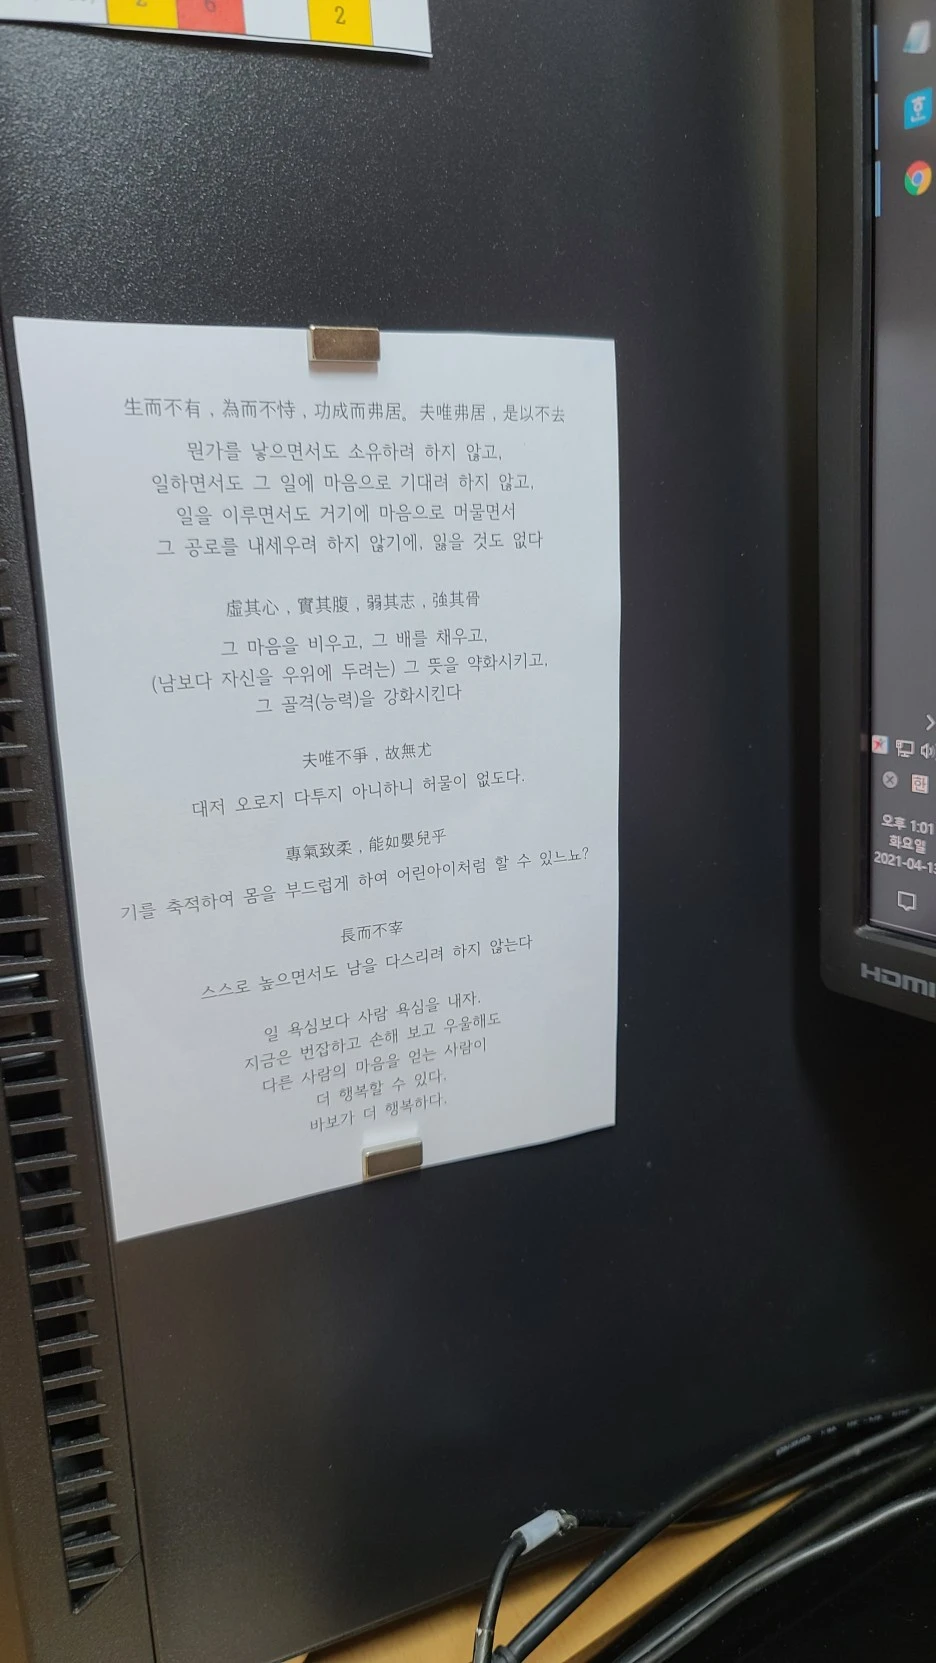 2
6
2
生而不有，為而不恃，功成而弗居。夫唯弗居，是以不去
뭔가를 낳으면서도 소유하려 하지 않고,
일하면서도 그 일에 마음으로 기대려 하지 않고,
일을 이루면서도 거기에 마음으로 머물면서
그 공로를 내세우려 하지 않기에, 잃을 것도 없다
虛其心，實其腹，弱其志，強其骨
그 마음을 비우고, 그 배를 채우고,
(남보다 자신을 우위에 두려는) 그 뜻을 약화시키고,
그 골격(능력)을 강화시킨다
夫唯不爭，故無尤
대저 오로지 다투지 아니하니 허물이 없도다.
專氣致柔，能如嬰兒乎
기를 축적하여 몸을 부드럽게 하여 어린아이처럼 할 수 있느뇨?
長而不宰
스스로 높으면서도 남을 다스리려 하지 않는다
일 욕심보다 사람 욕심을 내자.
지금은 번잡하고 손해 보고 우울해도
다른 사람의 마음을 얻는 사람이
더 행복할 수 있다.
바보가 더 행복하다.
호
한
오후 1:01
화요일
2021-04-13
HDMI